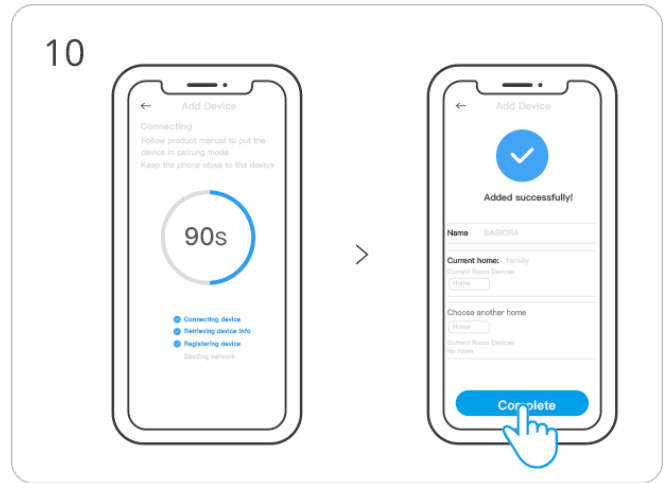 10
Add Device
Connecting
Follow product manual to put the
device in pairung mode
Keep the phone close to the device
90s
Connecting device
Retrieving device info
Registering device
Sending network
Add Device
Added successfully!
Name BASICR4
Current home: family
Current Room Devices
Home
Choose another home
Home
Current Room Devices
No room
Complete